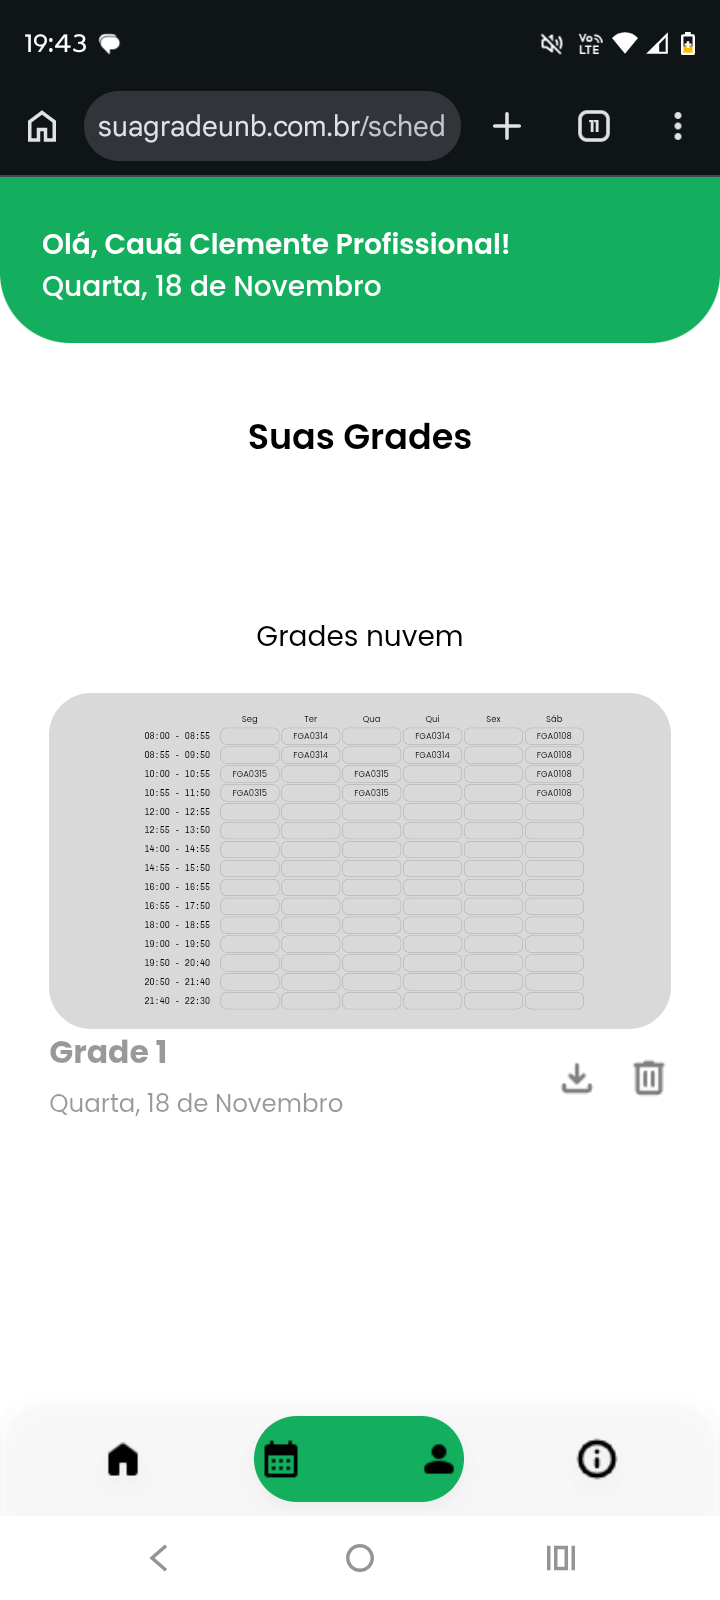 19:43
Vo LTE
suagradeunb.com.br/sched
11
Olá, Cauã Clemente Profissional!
Quarta, 18 de Novembro
Suas Grades
Grades nuvem
Seg Ter Qua Qui Sex Sáb
08:00 - 08:55 FGA0314 FGA0314 FGA0108
08:55 - 09:50 FGA0314 FGA0314 FGA0108
10:00 - 10:55 FGA0315 FGA0315 FGA0108
10:55 - 11:50 FGA0315 FGA0315 FGA0108
12:00 - 12:55
12:55 - 13:50
14:00 - 14:55
14:55 - 15:50
16:00 - 16:55
16:55 - 17:50
18:00 - 18:55
19:00 - 19:50
19:50 - 20:40
20:50 - 21:40
21:40 - 22:30
Grade 1
Quarta, 18 de Novembro